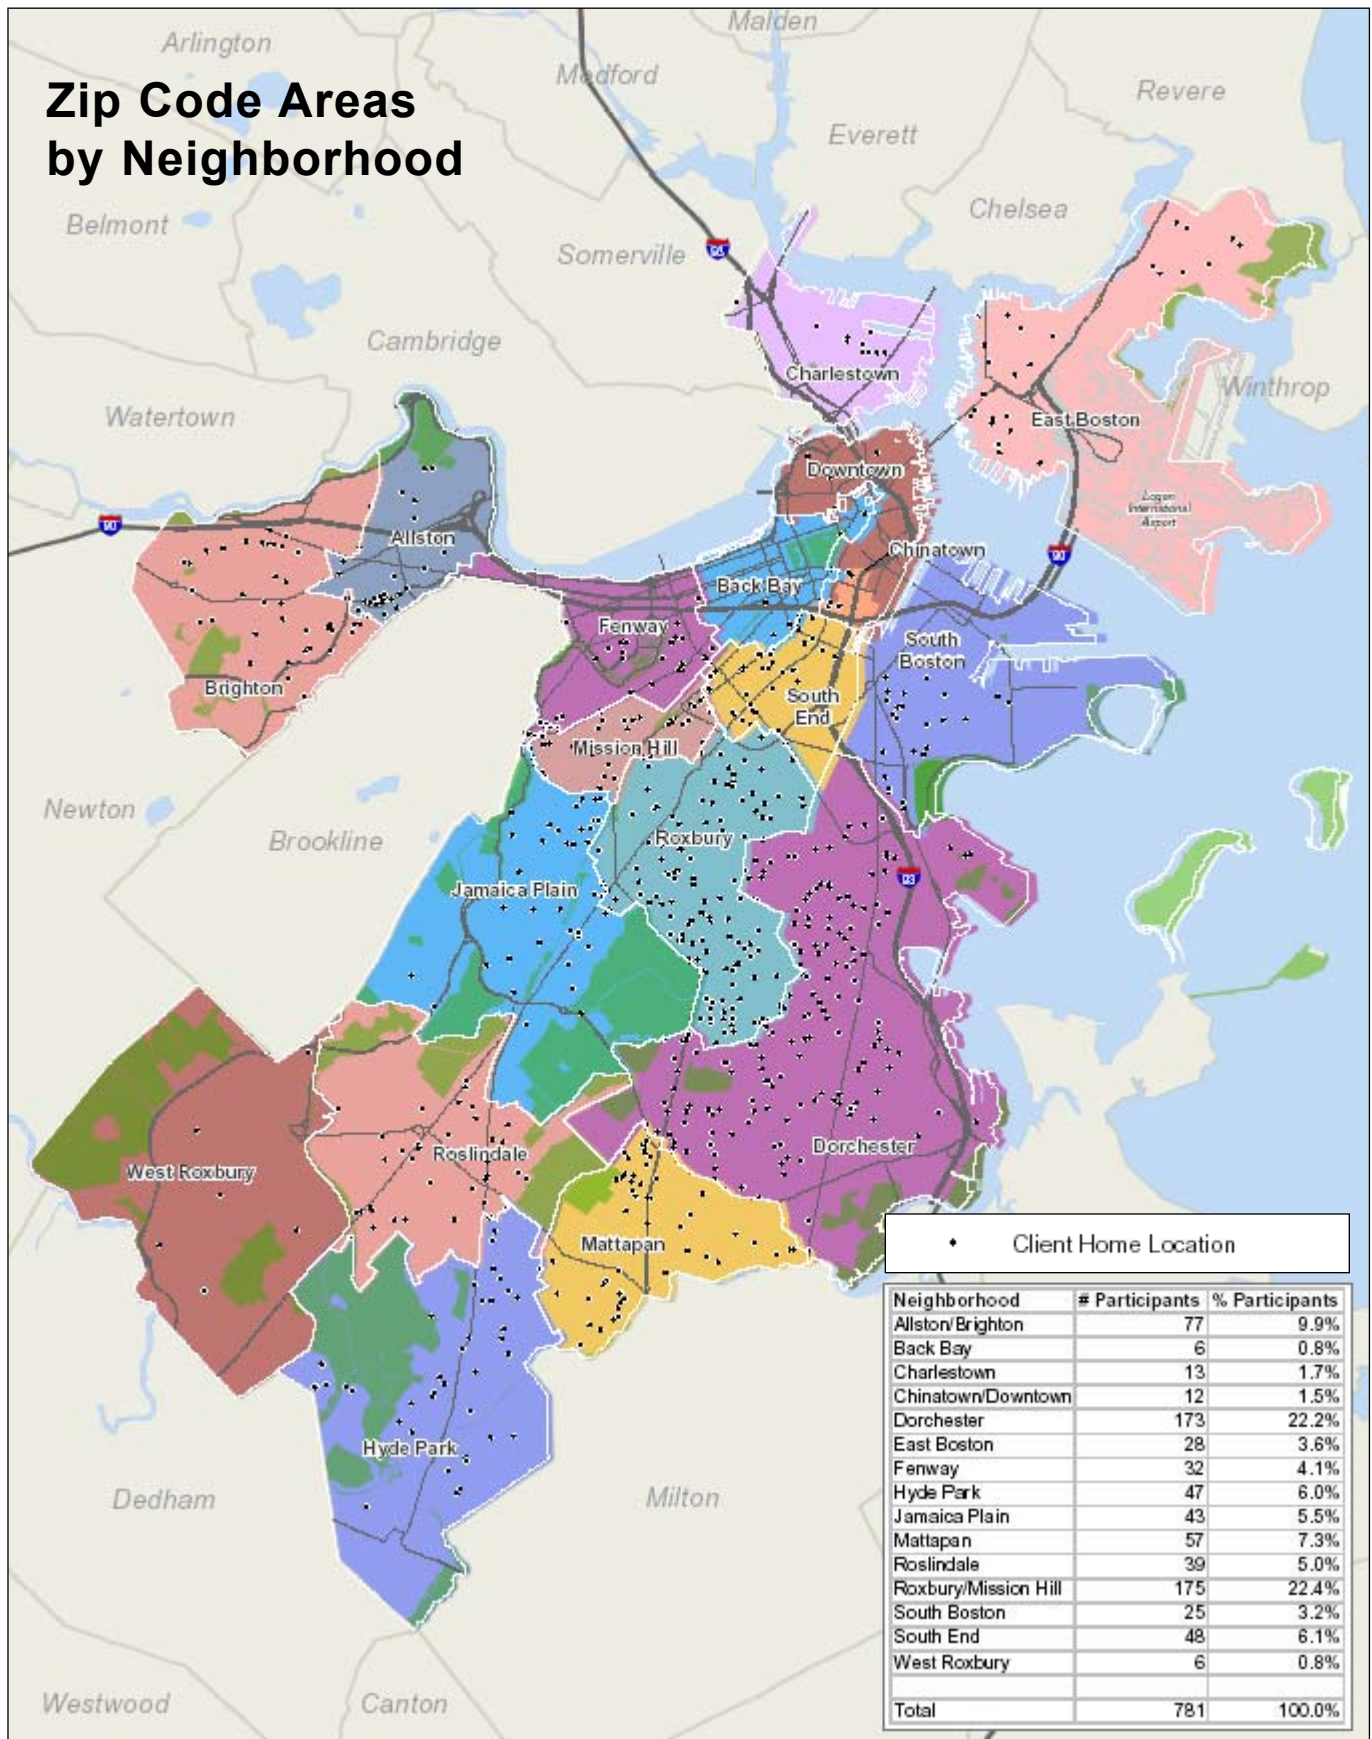 Malden
Arlington
Medford
Revere
Zip Code Areas
by Neighborhood
Everett
Belmont
Chelsea
Somerville
Cambridge
Charlestown
Winthrop
Watertown
East Boston
Downtown
Logan
International
Airport
90
Allston
Chinatown
90
Back Bay
Fenway
South
Boston
Brighton
South
End
Mission Hill
Newton
Brookline
Roxbury
93
Jamaica Plain
Dorchester
West Roxbury
Roslindale
Mattapan
Client Home Location
Neighborhood # Participants % Participants
Allston/Brighton 77 9.9%
Back Bay 6 0.8%
Charlestown 13 1.7%
Chinatown/Downtown 12 1.5%
Dorchester 173 22.2%
East Boston 28 3.6%
Fenway 32 4.1%
Hyde Park 47 6.0%
Jamaica Plain 43 5.5%
Mattapan 57 7.3%
Roslindale 39 5.0%
Roxbury/Mission Hill 175 22.4%
South Boston 25 3.2%
South End 48 6.1%
West Roxbury 6 0.8%
Total 781 100.0%
Hyde Park
Dedham
Milton
Westwood
Canton